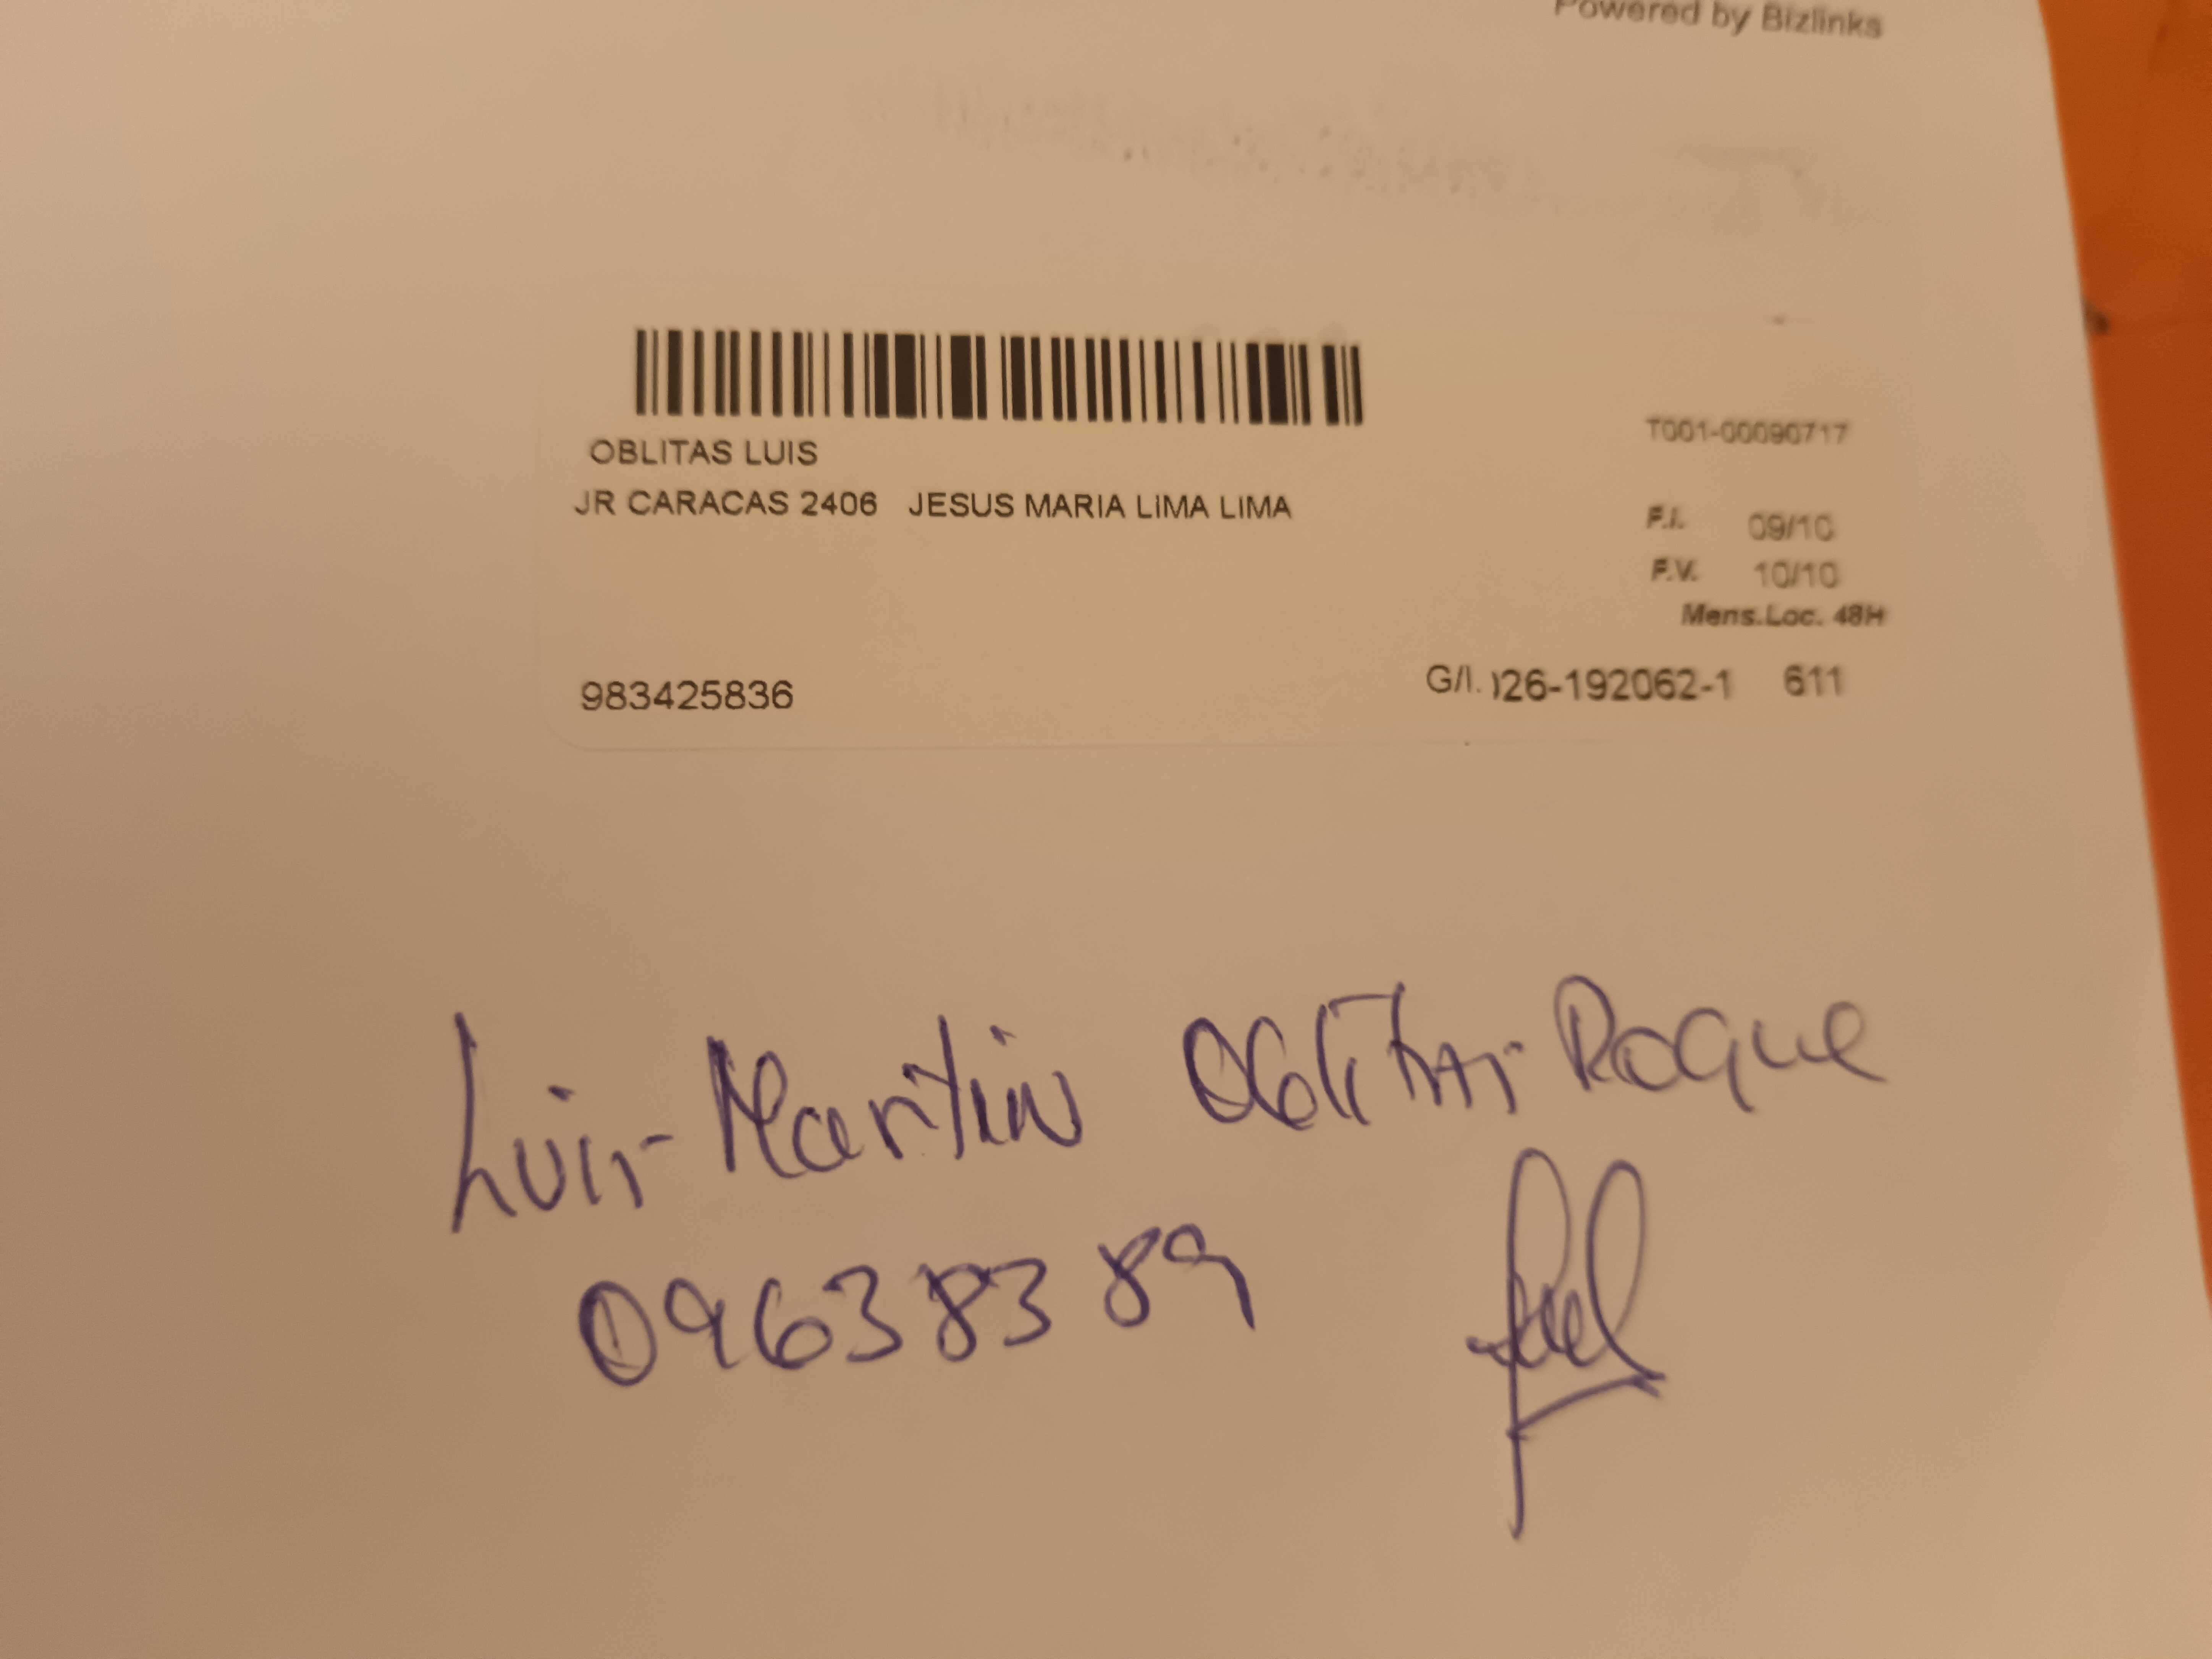 Powered by Bizlinks
OBLITAS LUIS
T001-00090717
JR CARACAS 2406 JESUS MARIA LIMA LIMA
F.I. 09/10
F.V. 10/10
Mens.Loc. 48H
983425836
G/I. )26-192062-1 611
Luis Martin Oblitas Roque
09638389